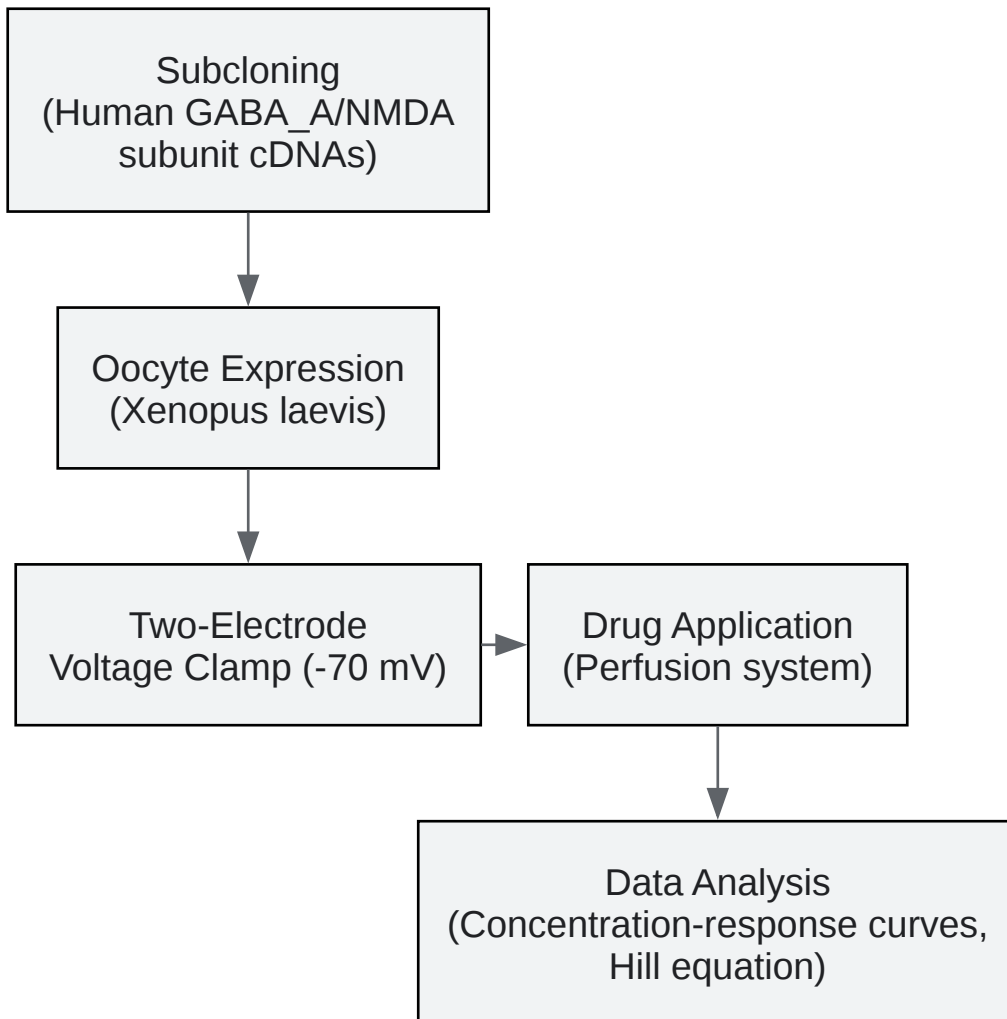 Subcloning
(Human GABA_A/NMDA
subunit cDNAs)
Oocyte Expression
(Xenopus laevis)
Two-Electrode
Voltage Clamp (-70 mV)
Drug Application
(Perfusion system)
Data Analysis
(Concentration-response curves,
Hill equation)